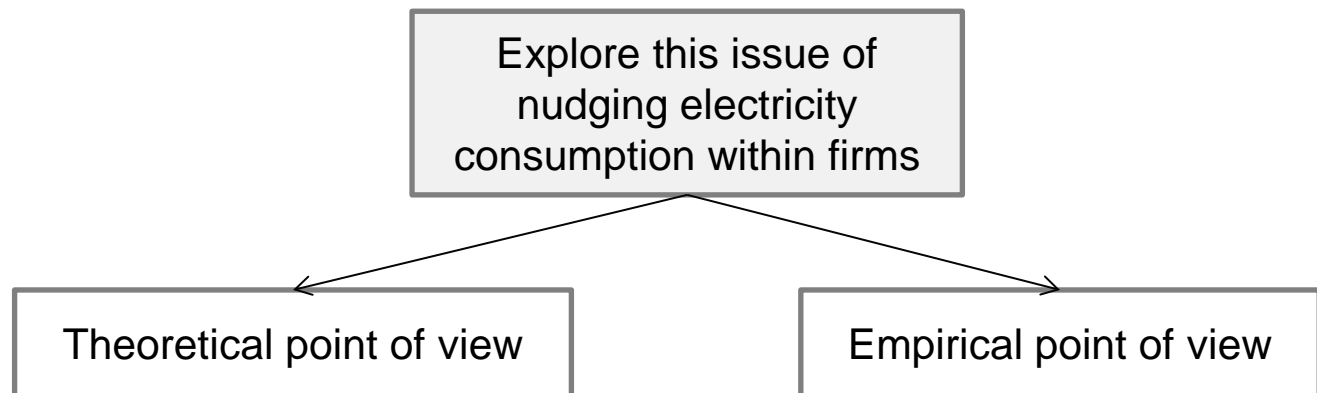 Explore this issue of
nudging electricity
consumption within firms
Theoretical point of view
Empirical point of view